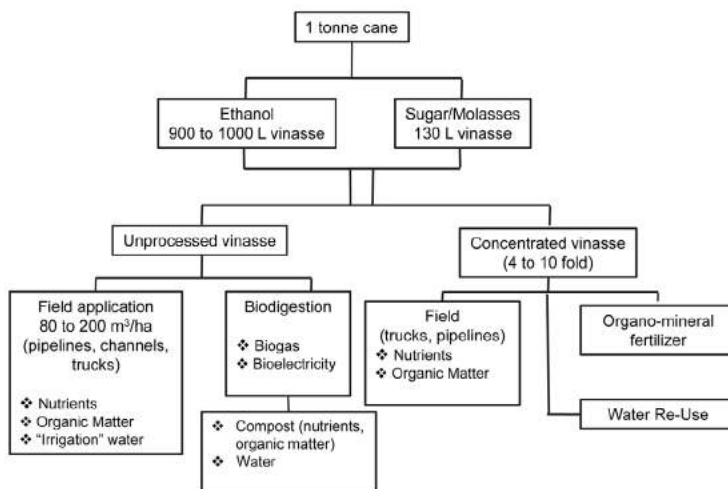 1 tonne cane
Ethanol
900 to 1000 L vinasse
Sugar/Molasses
130 L vinasse
Unprocessed vinasse
Concentrated vinasse
(4 to 10 fold)
Field application
80 to 200 m³/ha
(pipelines, channels,
trucks)
❖ Nutrients
❖ Organic Matter
❖ "Irrigation" water
Biodigestion
❖ Biogas
❖ Bioelectricity
❖ Compost (nutrients,
organic matter)
❖ Water
Field
(trucks, pipelines)
❖ Nutrients
❖ Organic Matter
Organo-mineral
fertilizer
Water Re-Use